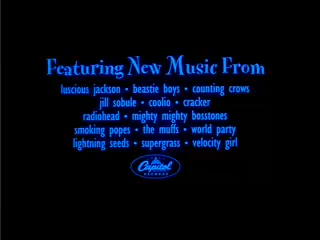 Featuring New Music From
luscious jackson • beastie boys • counting crows
jill sobule • coolio • cracker
radiohead • mighty mighty bosstones
smoking popes • the muffs • world party
lightning seeds • supergrass • velocity girl
Capitol
RECORDS